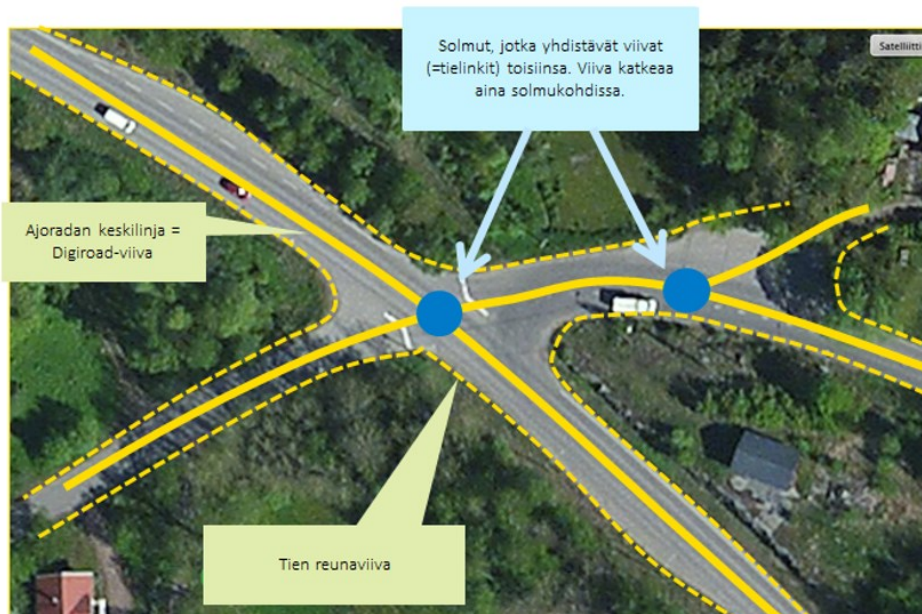 Solmut, jotka yhdistävät viivat
(=tielinkit) toisiinsa. Viiva katkeaa
aina solmukohdissa.
Satelliitti
Ajoradan keskilinja =
Digiroad-viiva
Tien reunaviiva